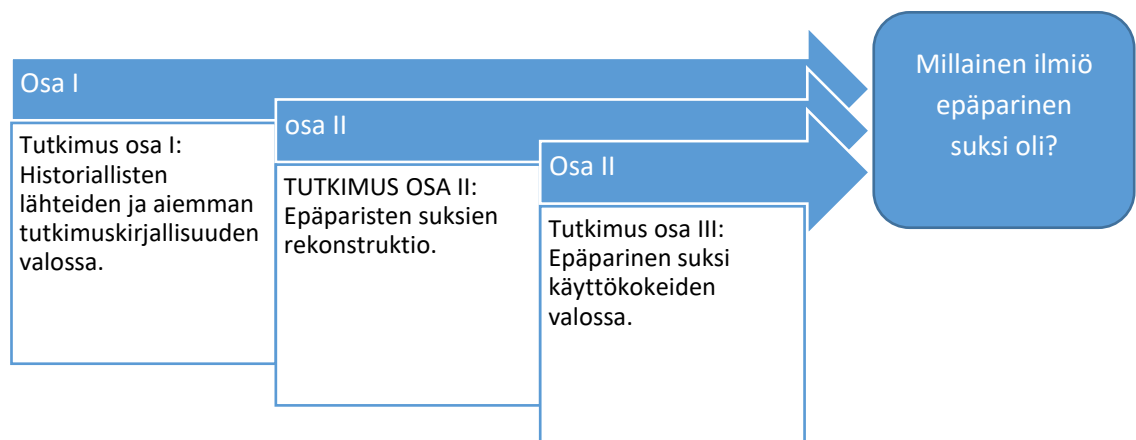 Osa I
Tutkimus osa I:
Historiallisten
lähteiden ja aiemman
tutkimuskirjallisuuden
valossa.
osa II
TUTKIMUS OSA II:
Epäparisten suksien
rekonstruktio.
Osa II
Tutkimus osa III:
Epäparinen suksi
käyttökokeiden
valossa.
Millainen ilmiö
epäparinen
suksi oli?